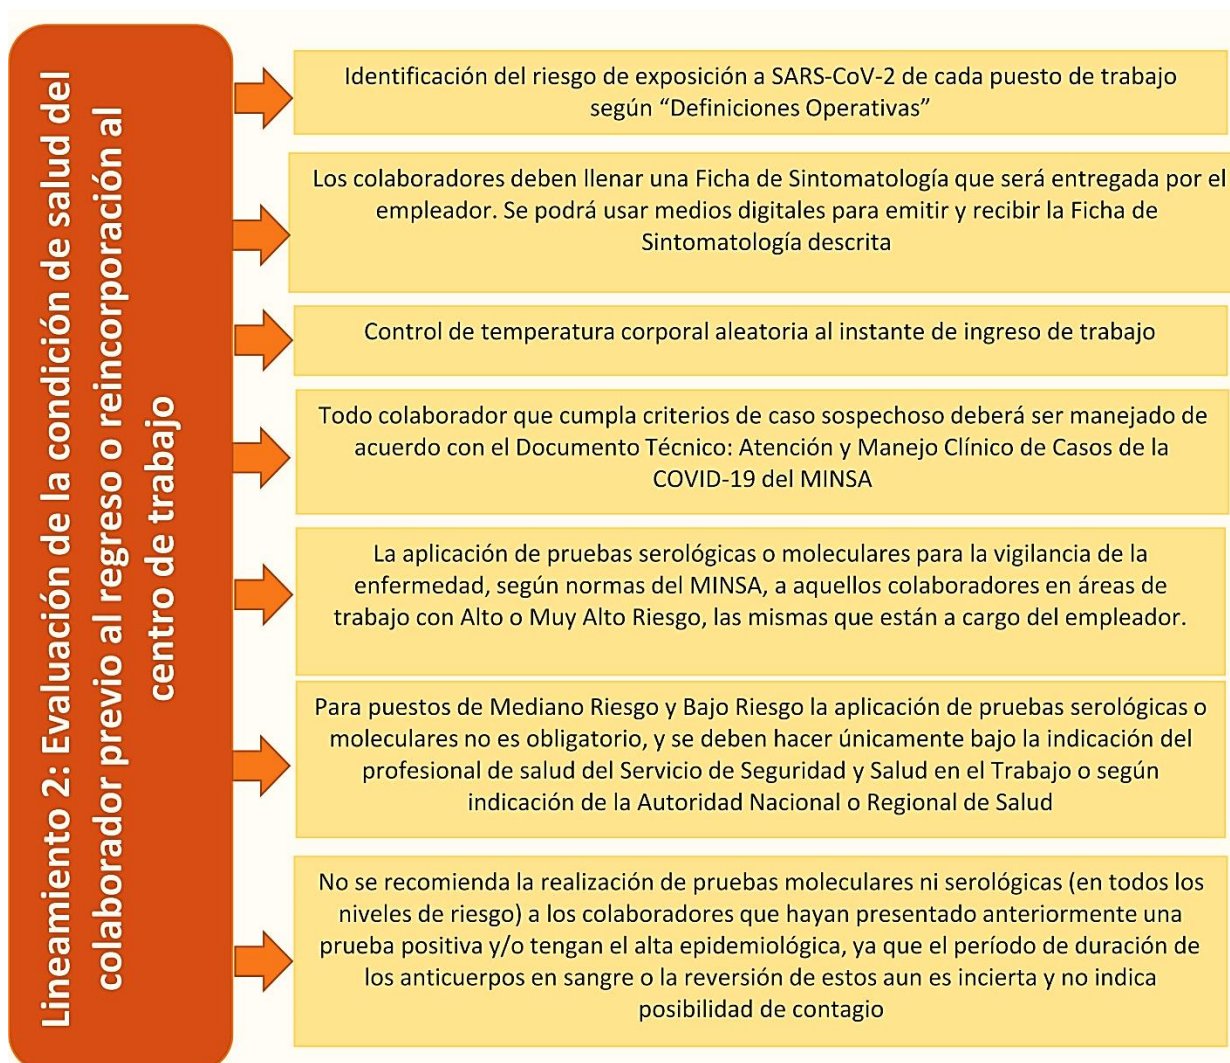 Lineamiento 2: Evaluación de la condición de salud del
colaborador previo al regreso o reincorporación al
centro de trabajo
Identificación del riesgo de exposición a SARS-CoV-2 de cada puesto de trabajo
según “Definiciones Operativas”
Los colaboradores deben llenar una Ficha de Sintomatología que será entregada por el
empleador. Se podrá usar medios digitales para emitir y recibir la Ficha de
Sintomatología descrita
Control de temperatura corporal aleatoria al instante de ingreso de trabajo
Todo colaborador que cumpla criterios de caso sospechoso deberá ser manejado de
acuerdo con el Documento Técnico: Atención y Manejo Clínico de Casos de la
COVID-19 del MINSA
La aplicación de pruebas serológicas o moleculares para la vigilancia de la
enfermedad, según normas del MINSA, a aquellos colaboradores en áreas de
trabajo con Alto o Muy Alto Riesgo, las mismas que están a cargo del empleador.
Para puestos de Mediano Riesgo y Bajo Riesgo la aplicación de pruebas serológicas o
moleculares no es obligatorio, y se deben hacer únicamente bajo la indicación del
profesional de salud del Servicio de Seguridad y Salud en el Trabajo o según
indicación de la Autoridad Nacional o Regional de Salud
No se recomienda la realización de pruebas moleculares ni serológicas (en todos los
niveles de riesgo) a los colaboradores que hayan presentado anteriormente una
prueba positiva y/o tengan el alta epidemiológica, ya que el período de duración de
los anticuerpos en sangre o la reversión de estos aun es incierta y no indica
posibilidad de contagio